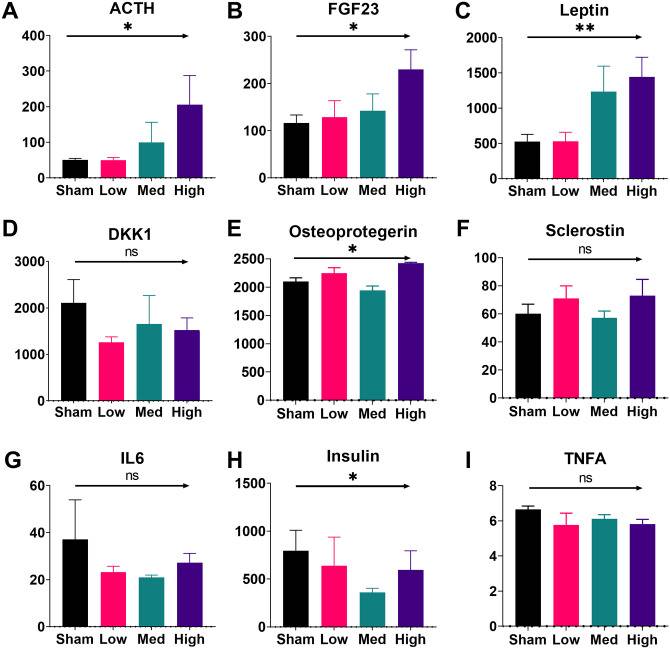 A ACTH
*
400
300
200
100
0
Sham Low Med High
B FGF23
*
300
200
100
0
Sham Low Med High
C Leptin
**
2000
1500
1000
500
0
Sham Low Med High
D DKK1
ns
3000
2000
1000
0
Sham Low Med High
E Osteoprotegerin
*
2500
2000
1500
1000
500
0
Sham Low Med High
F Sclerostin
ns
100
80
60
40
20
0
Sham Low Med High
G IL6
ns
60
40
20
0
Sham Low Med High
H Insulin
*
1500
1000
500
0
Sham Low Med High
I TNFA
ns
8
6
4
2
0
Sham Low Med High